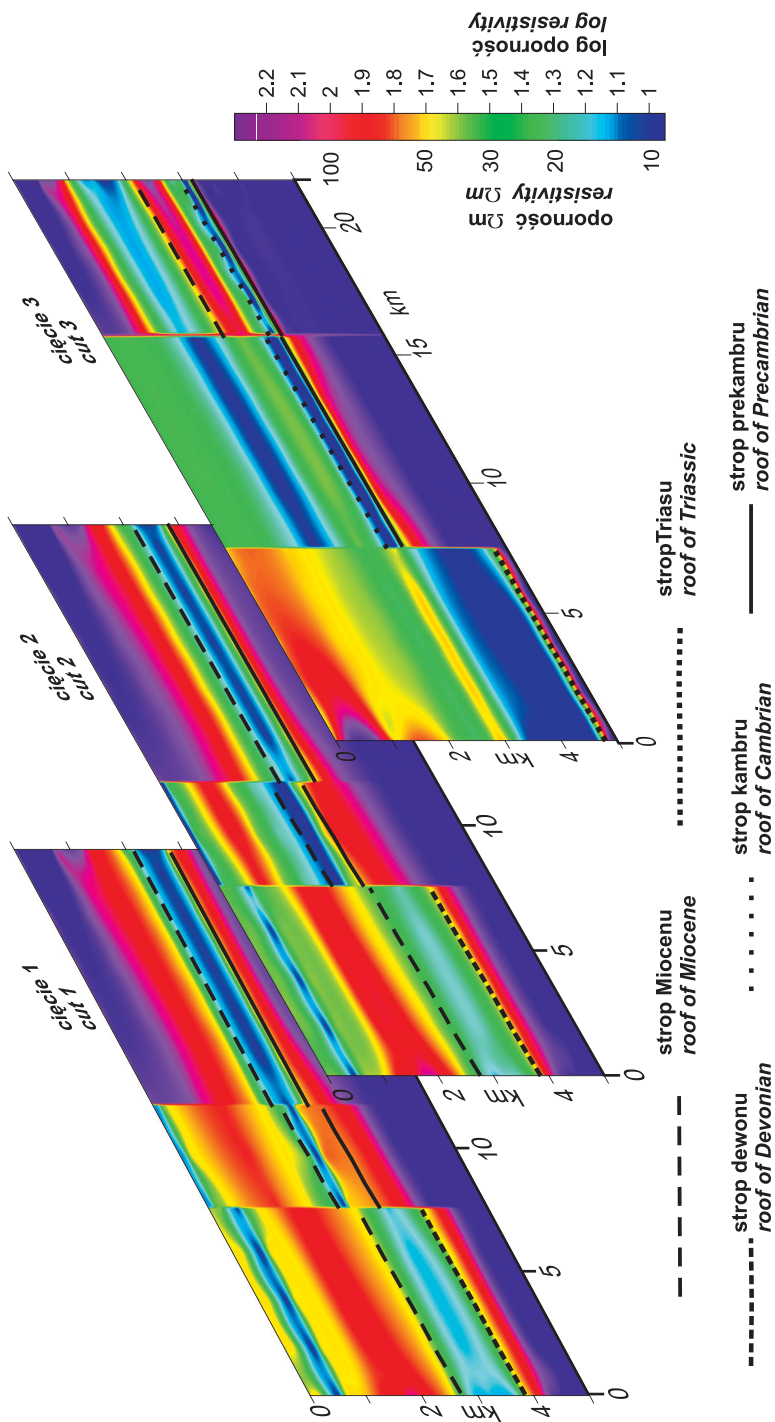 cięcie 1
cut 1
cięcie 2
cut 2
cięcie 3
cut 3
0
2
km
4
0
5
10
0
2
km
4
0
5
10
0
2
km
4
0
5
10
15
km
20
log oporność
log resistivity
2.2
2.1
2
1.9
1.8
1.7
1.6
1.5
1.4
1.3
1.2
1.1
1
100
50
30
20
10
oporność Ωm
resistivity Ωm
strop Miocenu
roof of Miocene
stropTriasu
roof of Triassic
strop dewonu
roof of Devonian
strop kambru
roof of Cambrian
strop prekambru
roof of Precambrian